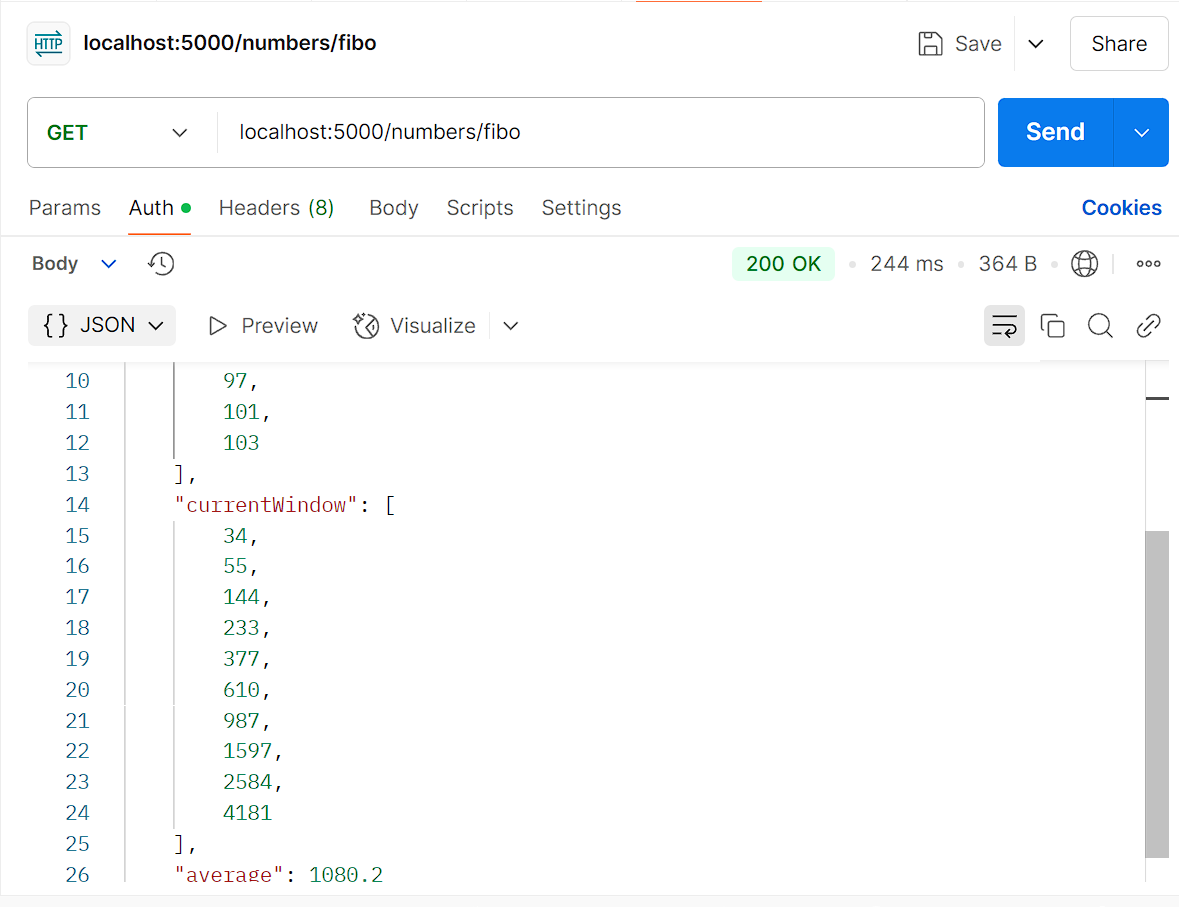 HTTP localhost:5000/numbers/fibo Save Share
GET localhost:5000/numbers/fibo Send
Params Auth Headers (8) Body Scripts Settings Cookies
Body 200 OK 244 ms 364 B
{} JSON Preview Visualize
10 97,
11 101,
12 103
13 ],
14 "currentWindow": [
15 34,
16 55,
17 144,
18 233,
19 377,
20 610,
21 987,
22 1597,
23 2584,
24 4181
25 ],
26 "average": 1080.2